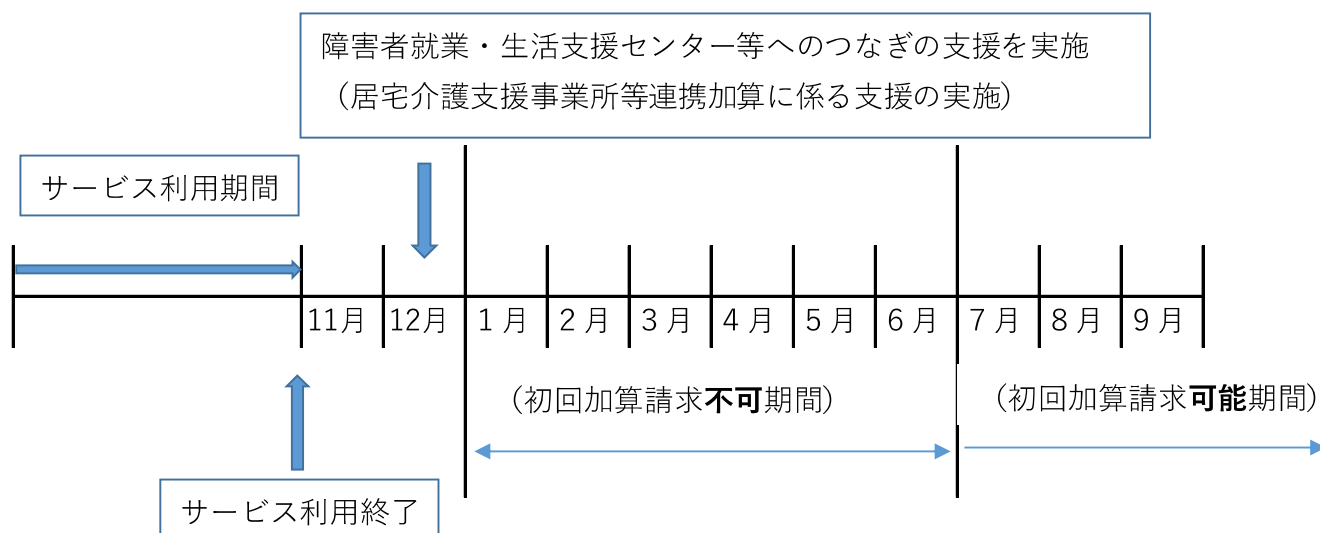 障害者就業・生活支援センター等へのつなぎの支援を実施
（居宅介護支援事業所等連携加算に係る支援の実施）
サービス利用期間
11月 12月 1月 2月 3月 4月 5月 6月 7月 8月 9月
（初回加算請求不可期間） （初回加算請求可能期間）
サービス利用終了